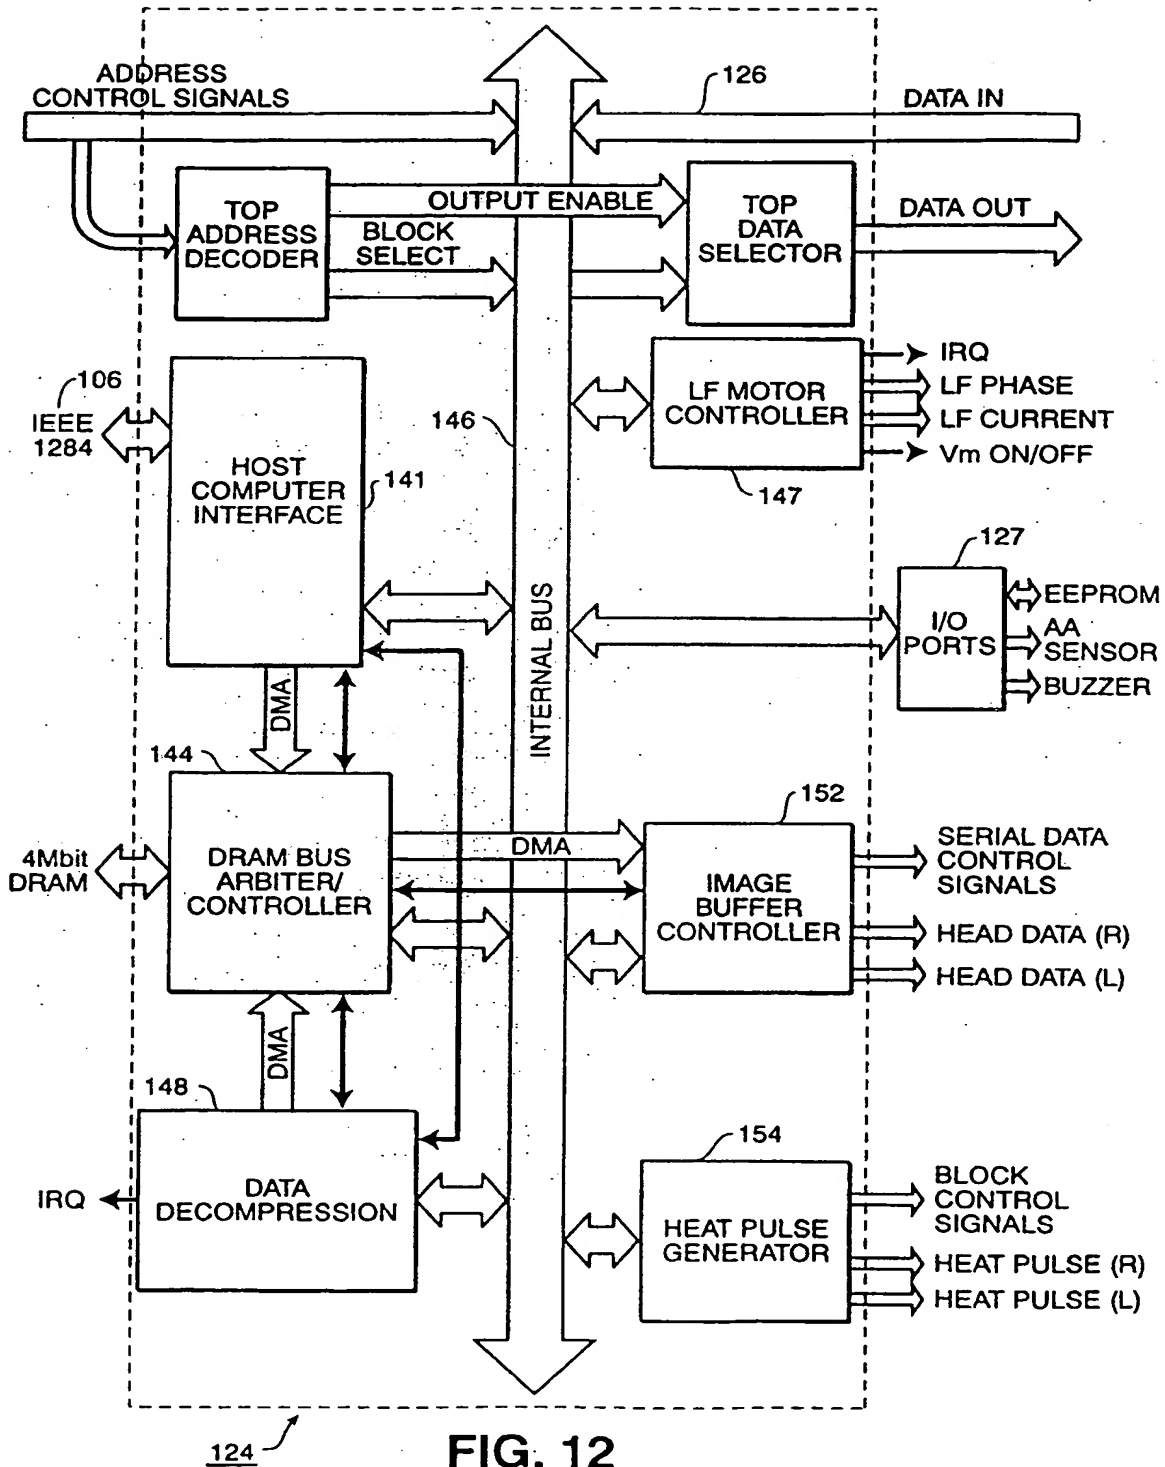 ADDRESS
CONTROL SIGNALS
126
DATA IN
TOP
ADDRESS
DECODER
OUTPUT ENABLE
BLOCK
SELECT
TOP
DATA
SELECTOR
DATA OUT
106
IEEE
1284
HOST
COMPUTER
INTERFACE
141
146
LF MOTOR
CONTROLLER
147
IRQ
LF PHASE
LF CURRENT
Vm ON/OFF
127
I/O
PORTS
EEPROM
AA
SENSOR
BUZZER
INTERNAL BUS
DMA
144
4Mbit
DRAM
DRAM BUS
ARBITER/
CONTROLLER
DMA
152
IMAGE
BUFFER
CONTROLLER
SERIAL DATA
CONTROL
SIGNALS
HEAD DATA (R)
HEAD DATA (L)
DMA
148
DATA
DECOMPRESSION
IRQ
154
HEAT PULSE
GENERATOR
BLOCK
CONTROL
SIGNALS
HEAT PULSE (R)
HEAT PULSE (L)
124
FIG. 12